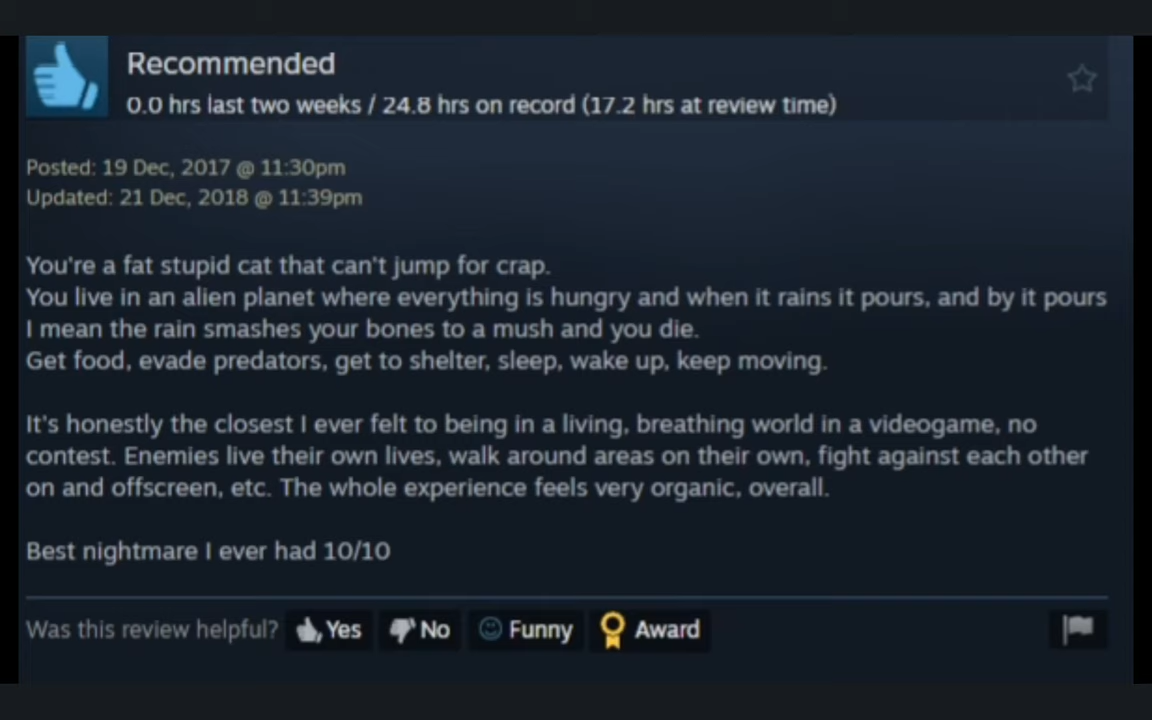 Recommended
0.0 hrs last two weeks / 24.8 hrs on record (17.2 hrs at review time)
Posted: 19 Dec, 2017 @ 11:30pm
Updated: 21 Dec, 2018 @ 11:39pm
You're a fat stupid cat that can't jump for crap.
You live in an alien planet where everything is hungry and when it rains it pours, and by it pours
I mean the rain smashes your bones to a mush and you die.
Get food, evade predators, get to shelter, sleep, wake up, keep moving.
It's honestly the closest I ever felt to being in a living, breathing world in a videogame, no
contest. Enemies live their own lives, walk around areas on their own, fight against each other
on and offscreen, etc. The whole experience feels very organic, overall.
Best nightmare I ever had 10/10
Was this review helpful? Yes No Funny Award